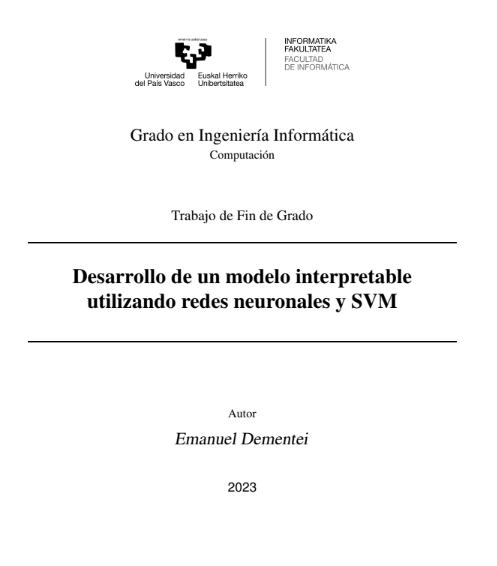 INFORMATIKA
FAKULTATEA
FACULTAD
DE INFORMÁTICA
Universidad
del País Vasco
Euskal Herriko
Unibertsitatea
Grado en Ingeniería Informática
Computación
Trabajo de Fin de Grado
Desarrollo de un modelo interpretable
utilizando redes neuronales y SVM
Autor
Emanuel Dementei
2023